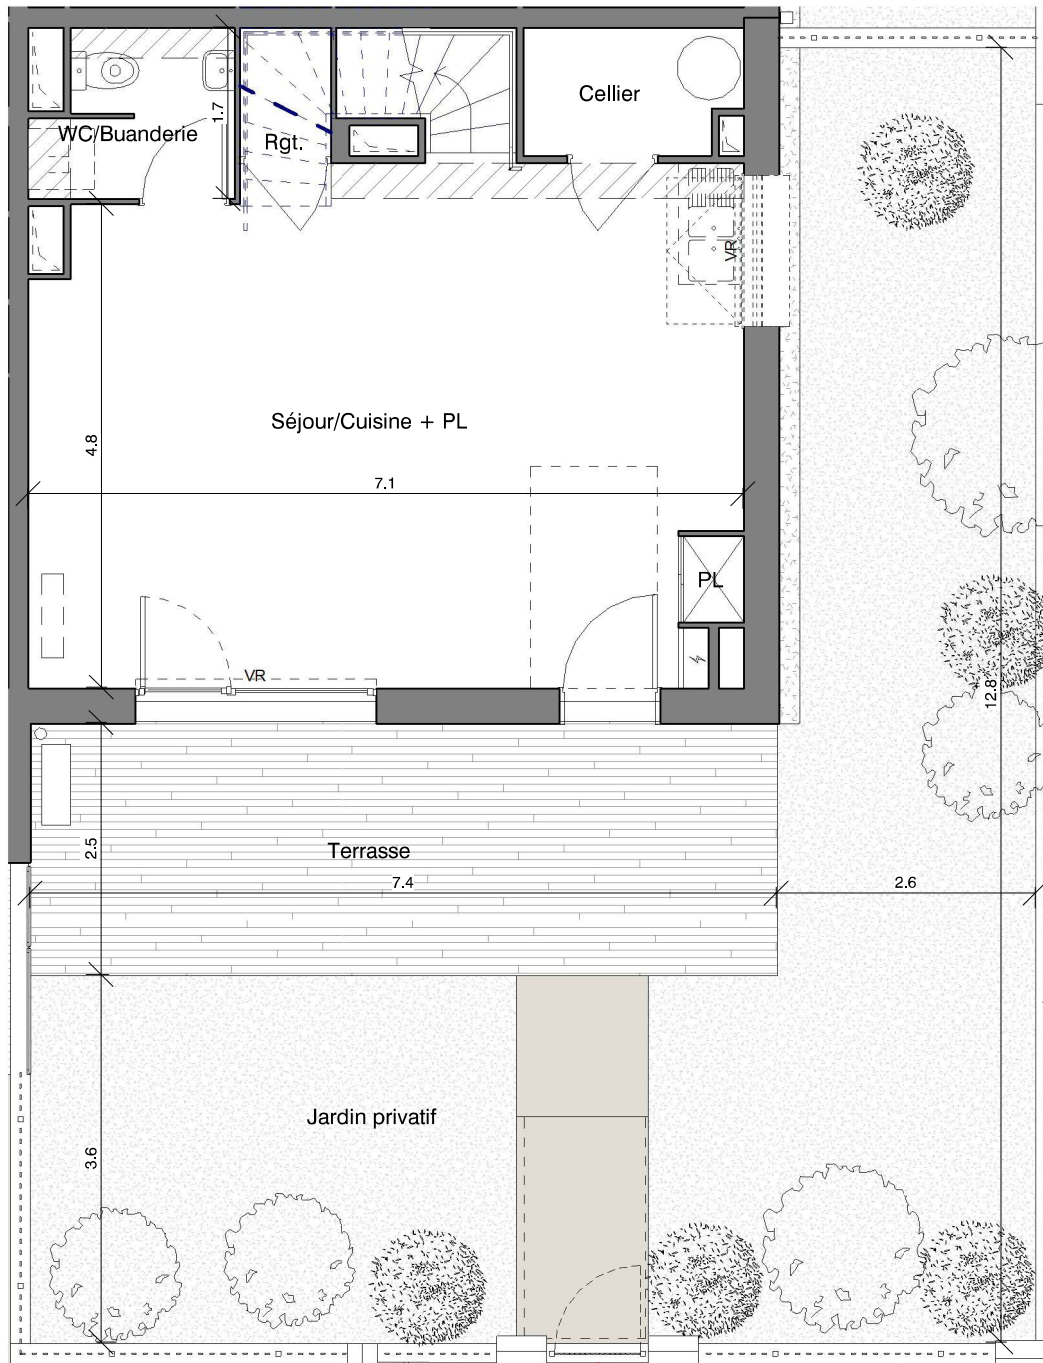 Cellier
1.7
WC/Buanderie
Rgt.
VR
Séjour/Cuisine + PL
4.8
7.1
PL
VR
12.8
2.5
Terrasse
7.4
2.6
Jardin privatif
3.6